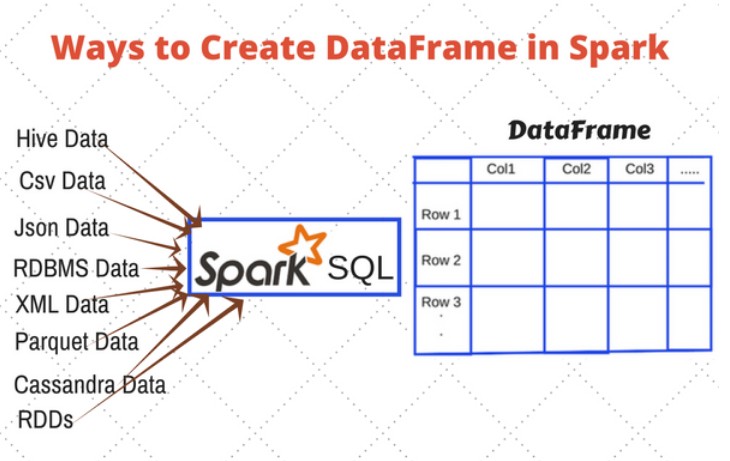 Ways to Create DataFrame in Spark
DataFrame
Hive Data
Csv Data
Json Data
RDBMS Data
XML Data
Parquet Data
Cassandra Data
RDDs
Spark SQL
Col1 Col2 Col3 .....
Row 1
Row 2
Row 3
.
.